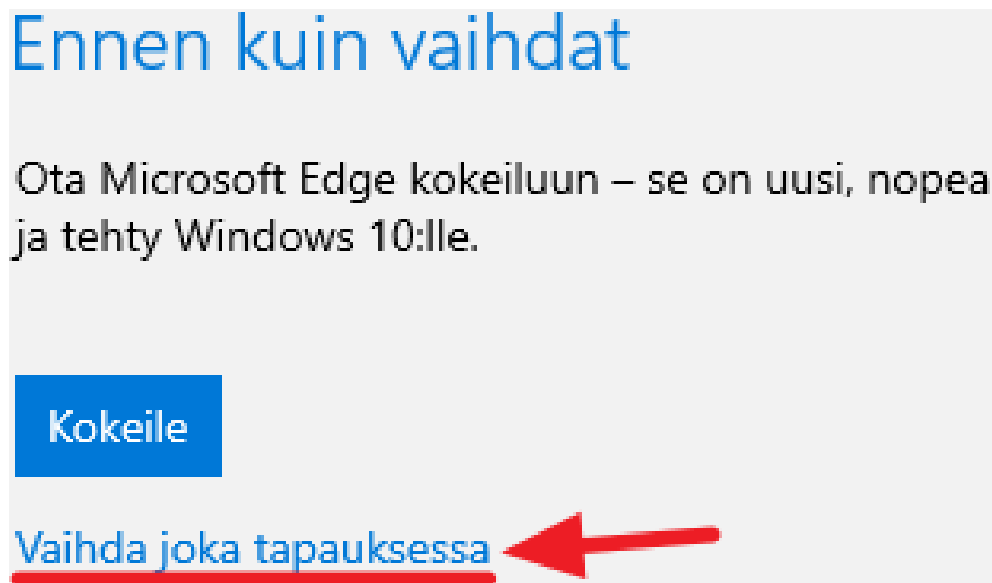 Ennen kuin vaihdat
Ota Microsoft Edge kokeiluun – se on uusi, nopea
ja tehty Windows 10:lle.
Kokeile
Vaihda joka tapauksessa